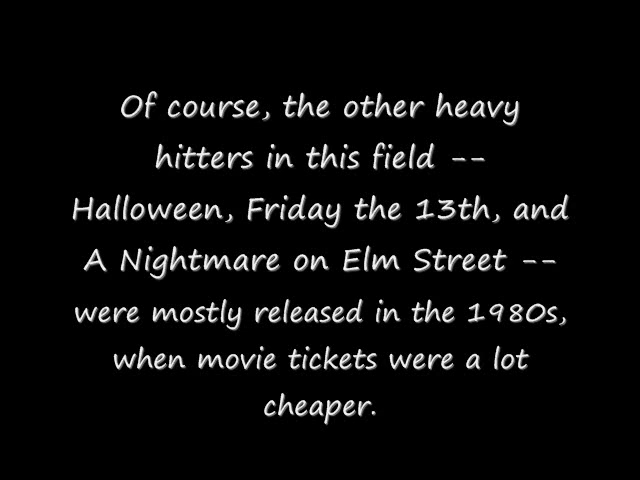 Of course, the other heavy
hitters in this field --
Halloween, Friday the 13th, and
A Nightmare on Elm Street --
were mostly released in the 1980s,
when movie tickets were a lot
cheaper.